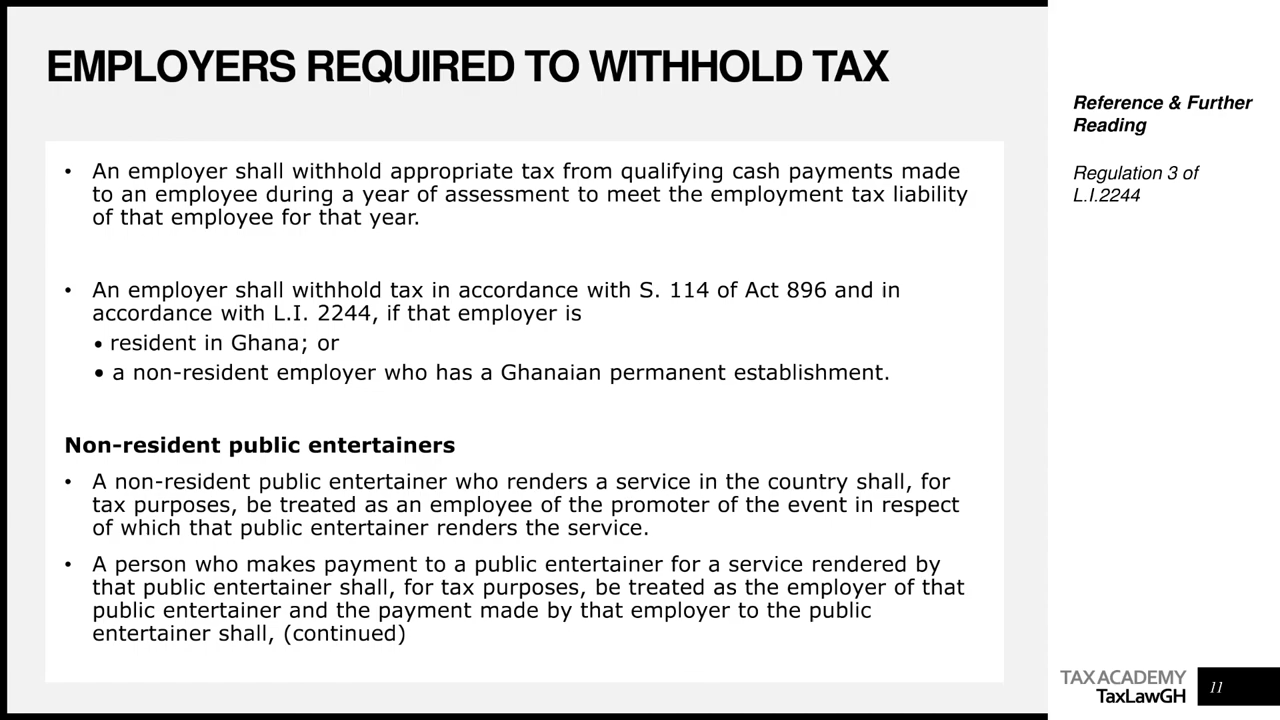 EMPLOYERS REQUIRED TO WITHHOLD TAX
• An employer shall withhold appropriate tax from qualifying cash payments made
to an employee during a year of assessment to meet the employment tax liability
of that employee for that year.
• An employer shall withhold tax in accordance with S. 114 of Act 896 and in
accordance with L.I. 2244, if that employer is
• resident in Ghana; or
• a non-resident employer who has a Ghanaian permanent establishment.
Non-resident public entertainers
• A non-resident public entertainer who renders a service in the country shall, for
tax purposes, be treated as an employee of the promoter of the event in respect
of which that public entertainer renders the service.
• A person who makes payment to a public entertainer for a service rendered by
that public entertainer shall, for tax purposes, be treated as the employer of that
public entertainer and the payment made by that employer to the public
entertainer shall, (continued)
Reference & Further
Reading
Regulation 3 of
L.I.2244
TAX ACADEMY
TaxLawGH
11